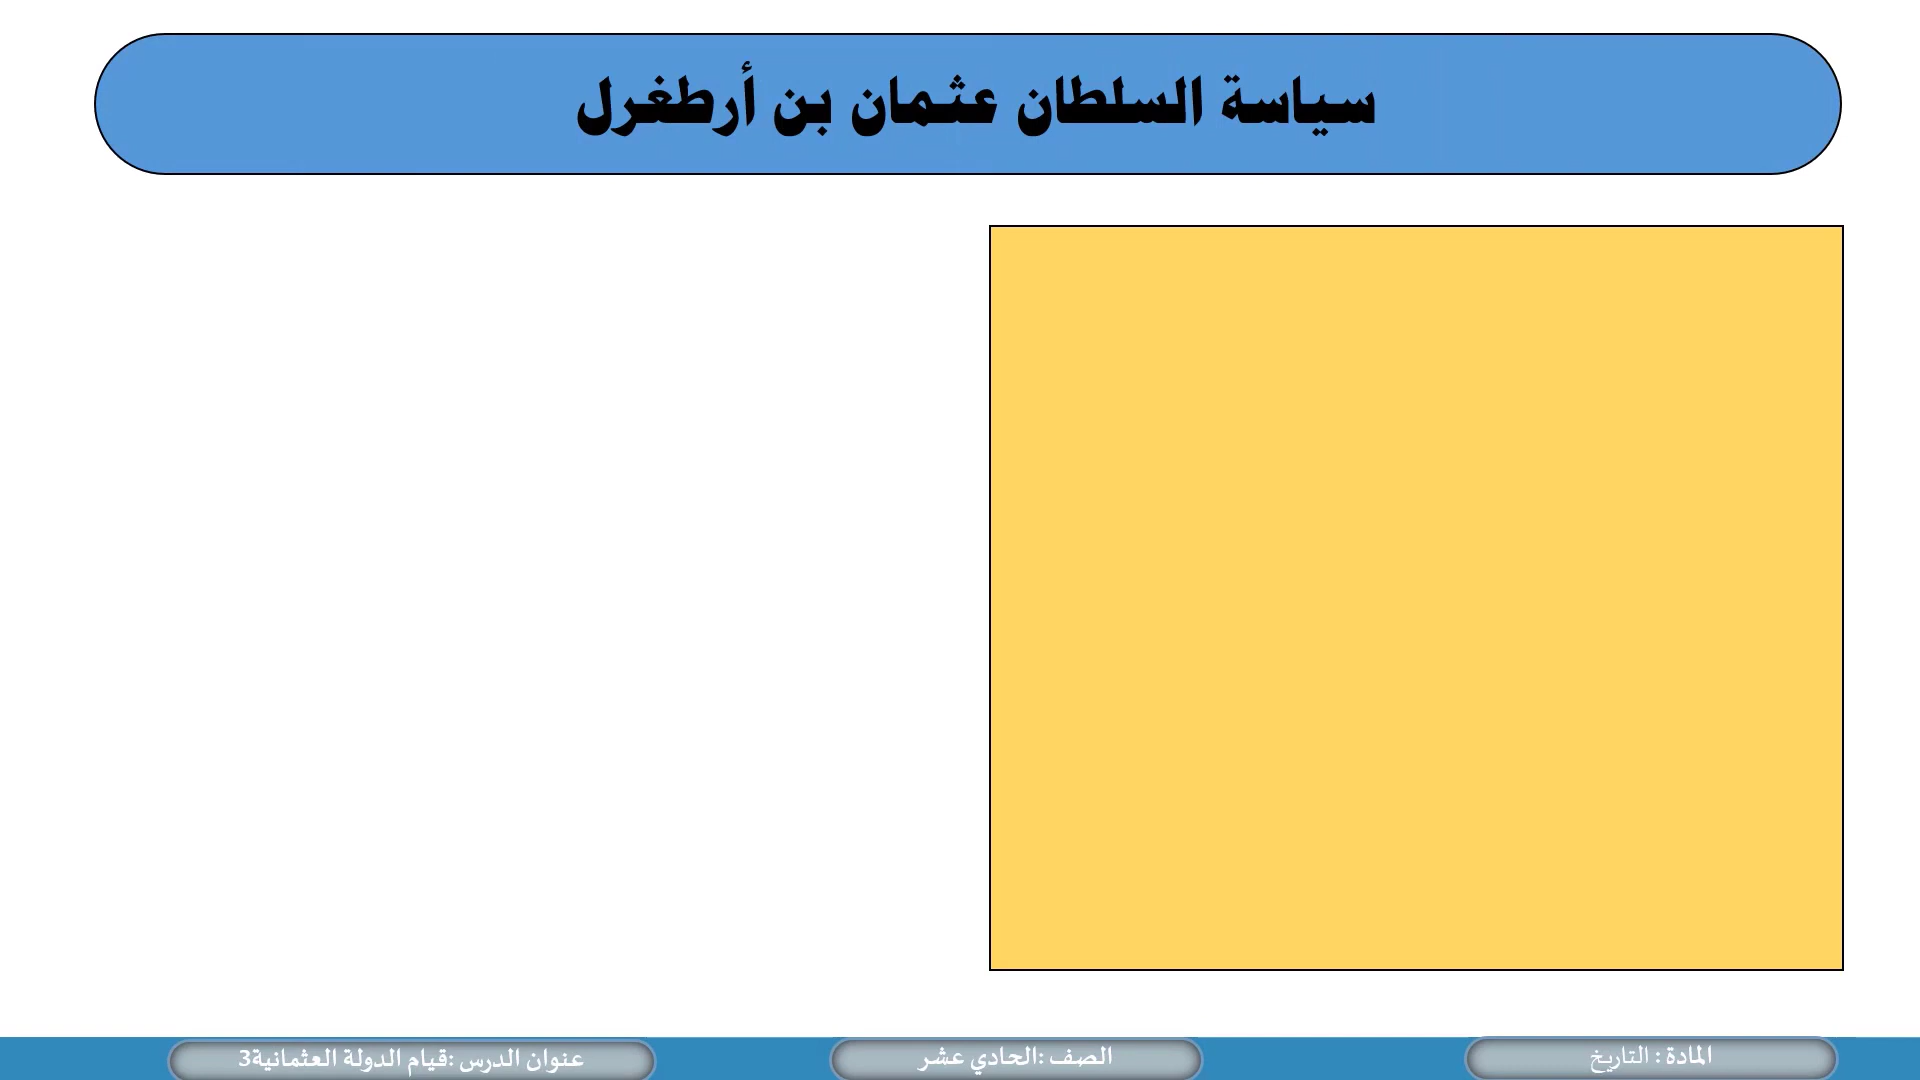 سياسة السلطان عثمان بن أرطغرل
المادة : التاريخ
الصف :الحادي عشر
عنوان الدرس :قيام الدولة العثمانية3